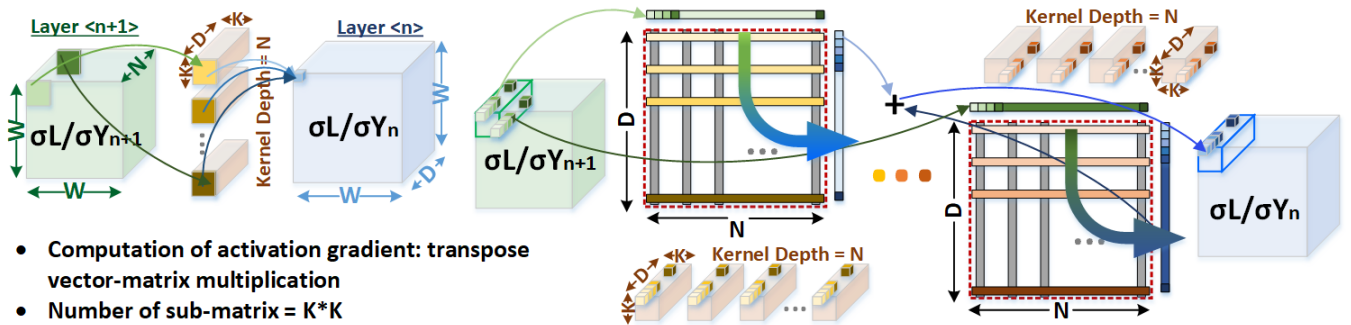 Layer <n+1>
K
D
K
N
W
σL/σYn+1
W
Kernel Depth = N
Layer <n>
σL/σYn
W
D
W
σL/σYn+1
D
N
...
K
D
K
Kernel Depth = N
...
+
Kernel Depth = N
...
D
K
K
D
N
...
σL/σYn
• Computation of activation gradient: transpose
vector-matrix multiplication
• Number of sub-matrix = K*K